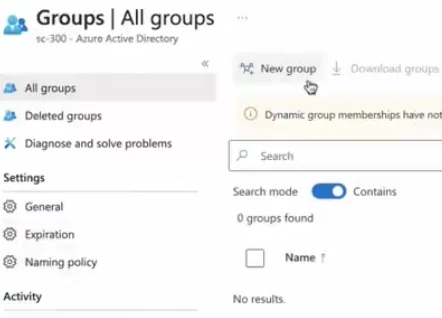 Groups | All groups ...
sc-300 - Azure Active Directory
«
New group
Download groups
All groups
Deleted groups
Diagnose and solve problems
Dynamic group memberships have not
Search
Settings
Search mode
Contains
General
0 groups found
Expiration
Naming policy
Name ↑
Activity
No results.